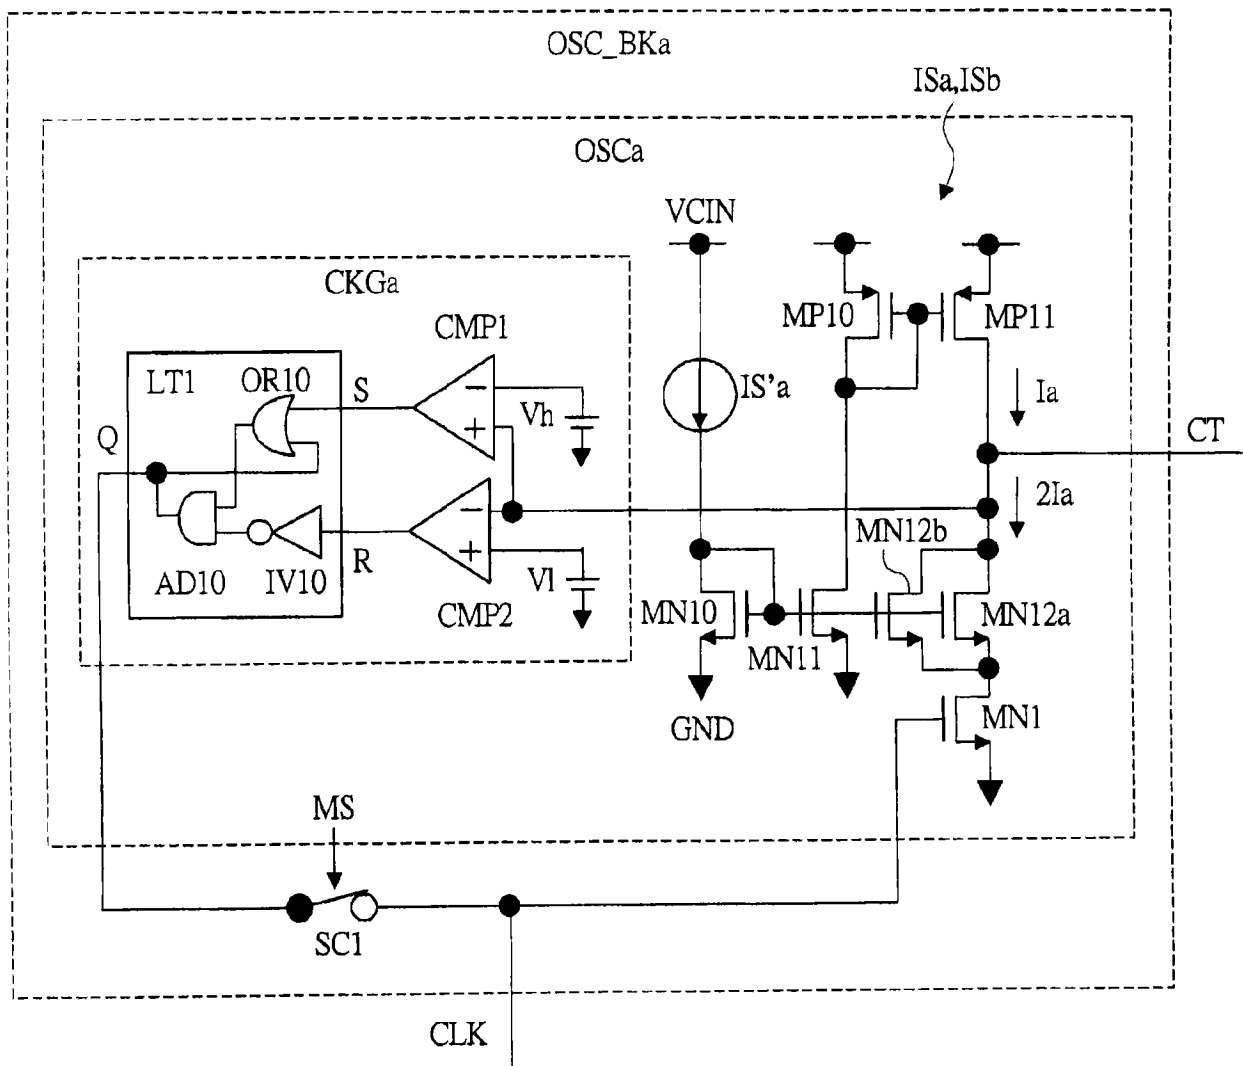 OSC_BKa
ISa,ISb
OSCa
VCIN
CKGa
MP10
MP11
CMP1
LT1
OR10
S
IS'a
Ia
Vh
Q
CT
2Ia
MN12b
R
AD10
IV10
Vl
CMP2
MN10
MN12a
MN11
GND
MN1
MS
SC1
CLK
−
+
−
+